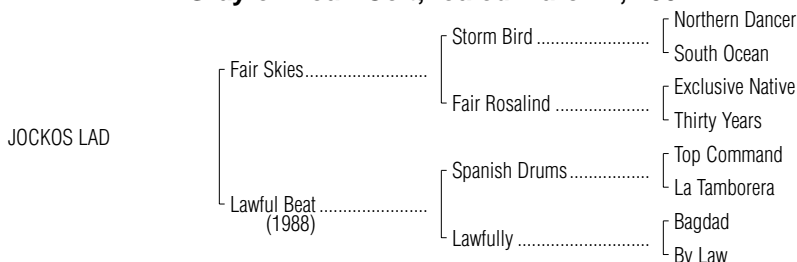 Northern Dancer
Storm Bird ....................
South Ocean
Fair Skies............................
Exclusive Native
Fair Rosalind .....................
Thirty Years
JOCKOS LAD
Top Command
Spanish Drums..................
La Tamborera
Lawful Beat .........................
(1988)
Bagdad
Lawfully .............................
By Law